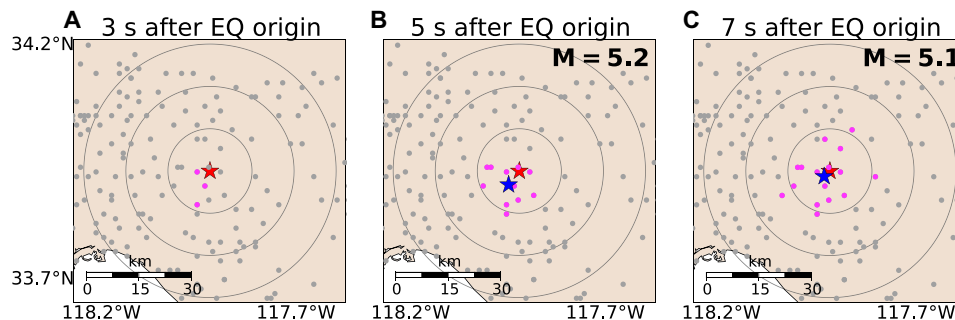 A
3 s after EQ origin
34.2°N
33.7°N
km
0 15 30
118.2°W 117.7°W
B
5 s after EQ origin
M = 5.2
km
0 15 30
118.2°W 117.7°W
C
7 s after EQ origin
M = 5.1
km
0 15 30
118.2°W 117.7°W